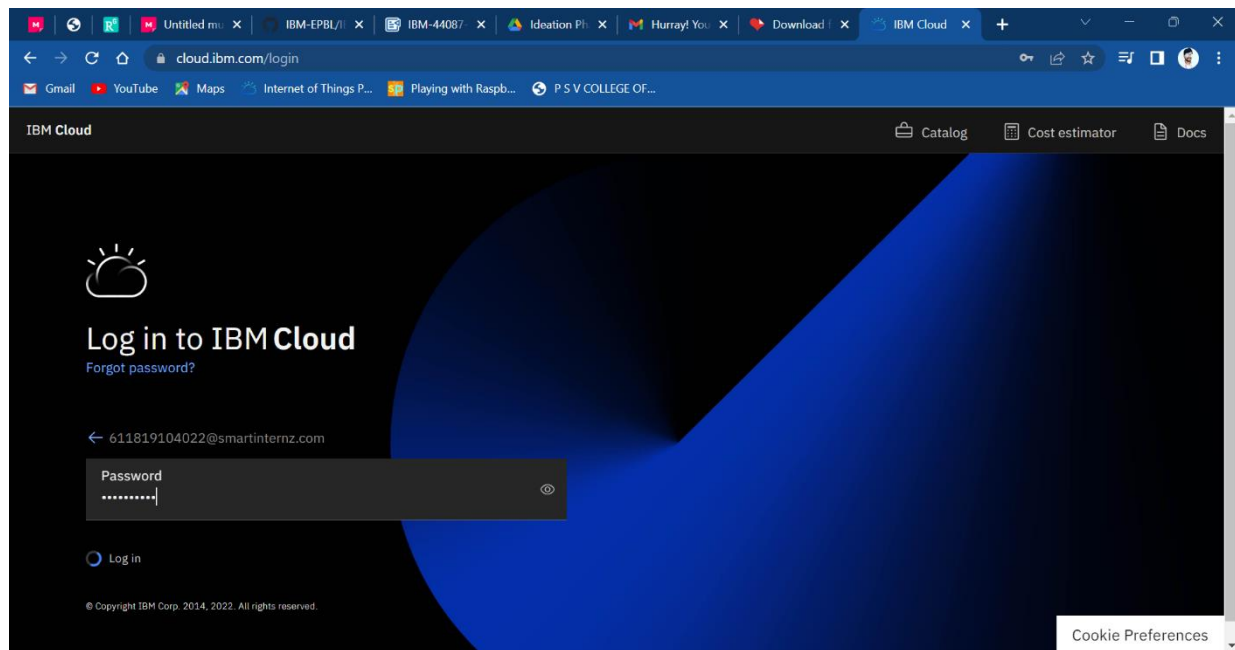 Untitled mu IBM-EPBL/I IBM-44087- Ideation Ph Hurray! You Download f IBM Cloud
cloud.ibm.com/login
Gmail YouTube Maps Internet of Things P... Playing with Raspb... P S V COLLEGE OF...
IBM Cloud Catalog Cost estimator Docs
Log in to IBM Cloud
Forgot password?
← 611819104022@smartinternz.com
Password
••••••••••
Log in
© Copyright IBM Corp. 2014, 2022. All rights reserved.
Cookie Preferences